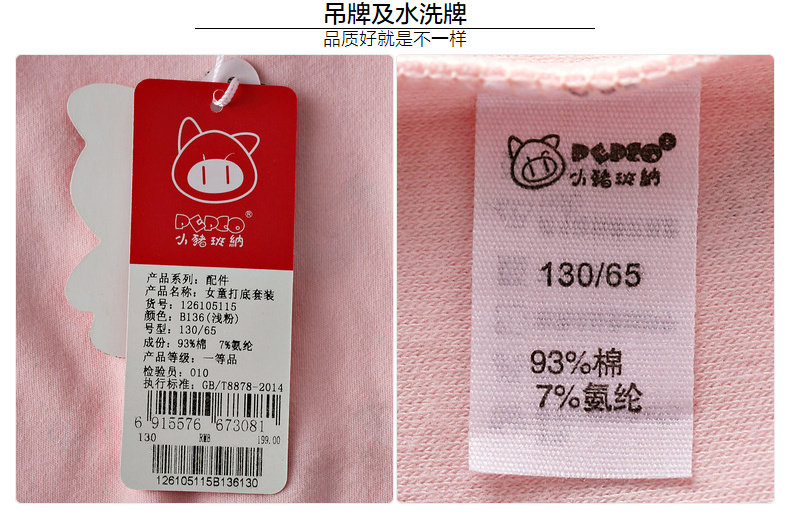 吊牌及水洗牌
品质好就是不一样
PEPCO®
小猪班納
产品系列: 配件
产品名称: 女童打底套装
货号: 126105115
颜色: B136(浅粉)
号型: 130/65
成份: 93%棉 7%氨纶
产品等级: 一等品
检验员: 010
执行标准: GB/T8878-2014
6 915576 673081
130 RMB 199.00
126105115B136130
PEPCO
小猪班納
130/65
93%棉
7%氨纶